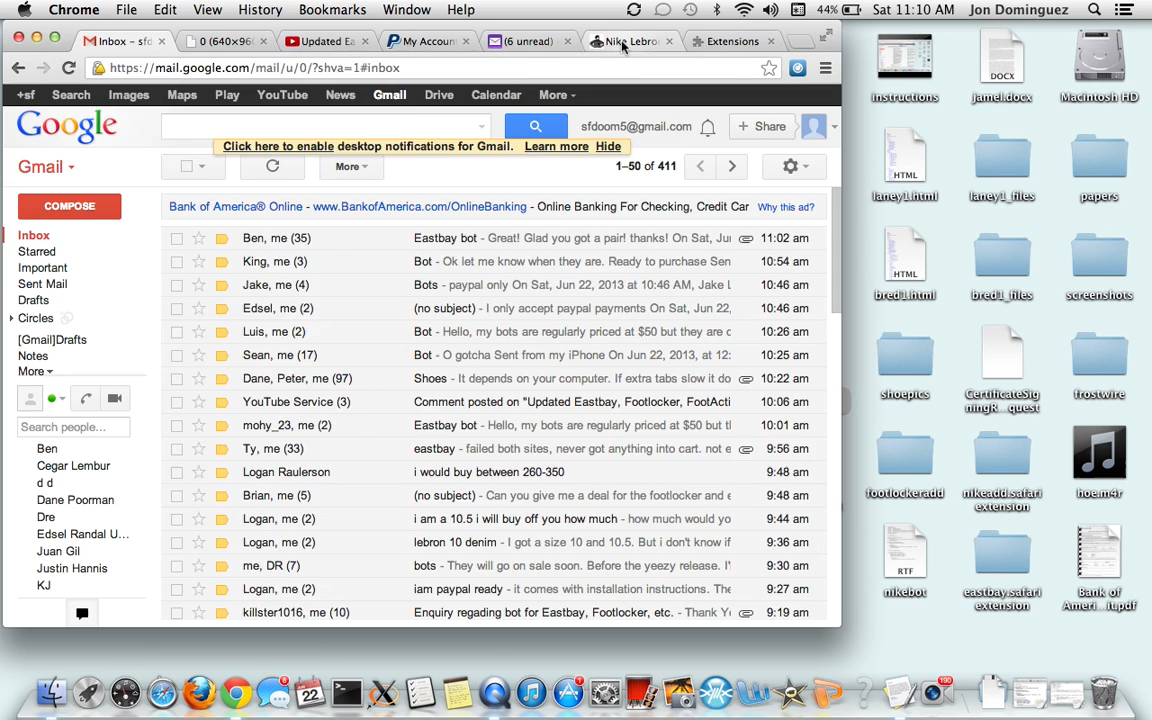 Chrome File Edit View History Bookmarks Window Help 44% Sat 11:10 AM Jon Dominguez
Inbox – sfd 0 (640×96 Updated Ea My Accoun (6 unread) Nike Lebro Extensions
https://mail.google.com/mail/u/0/?shva=1#inbox
+sf Search Images Maps Play YouTube News Gmail Drive Calendar More
Google sfdoom5@gmail.com + Share
Click here to enable desktop notifications for Gmail. Learn more Hide
Gmail More 1–50 of 411
COMPOSE
Inbox
Starred
Important
Sent Mail
Drafts
Circles
[Gmail]Drafts
Notes
More
Search people...
Ben
Cegar Lembur
d d
Dane Poorman
Dre
Edsel Randal U...
Juan Gil
Justin Hannis
KJ
Bank of America® Online - www.BankofAmerica.com/OnlineBanking - Online Banking For Checking, Credit Car Why this ad?
Ben, me (35) Eastbay bot - Great! Glad you got a pair! thanks! On Sat, Jun 11:02 am
King, me (3) Bot - Ok let me know when they are. Ready to purchase Sen 10:54 am
Jake, me (4) Bots - paypal only On Sat, Jun 22, 2013 at 10:46 AM, Jake L 10:46 am
Edsel, me (2) (no subject) - I only accept paypal payments On Sat, Jun 22, 10:46 am
Luis, me (2) Bot - Hello, my bots are regularly priced at $50 but they are c 10:26 am
Sean, me (17) Bot - O gotcha Sent from my iPhone On Jun 22, 2013, at 12: 10:25 am
Dane, Peter, me (97) Shoes - It depends on your computer. If extra tabs slow it do 10:22 am
YouTube Service (3) Comment posted on "Updated Eastbay, Footlocker, FootActi 10:06 am
mohy_23, me (2) Eastbay bot - Hello, my bots are regularly priced at $50 but tl 10:01 am
Ty, me (33) eastbay - failed both sites, never got anything into cart. not e 9:56 am
Logan Raulerson i would buy between 260-350 9:48 am
Brian, me (5) (no subject) - Can you give me a deal for the footlocker and e 9:48 am
Logan, me (2) i am a 10.5 i will buy off you how much - how much would yo 9:44 am
Logan, me (2) lebron 10 denim - I got a size 10 and 10.5. But i don't know if 9:36 am
me, DR (7) bots - They will go on sale soon. Before the yeezy release. I' 9:30 am
Logan, me (2) iam paypal ready - it comes with installation instructions. The 9:27 am
killster1016, me (10) Enquiry regading bot for Eastbay, Footlocker, etc. - Thank Y 9:19 am
instructions
DOCX
jamel.docx
Macintosh HD
HTML
laney1.html
laney1_files
papers
HTML
bred1.html
bred1_files
screenshots
shoepics
CertificateSig
ningR...quest
frostwire
footlockeradd
nikeadd.safari
extension
hoe.m4r
RTF
nikebot
eastbay.safari
extension
Bank of
Ameri...it.pdf
22
8
1
190